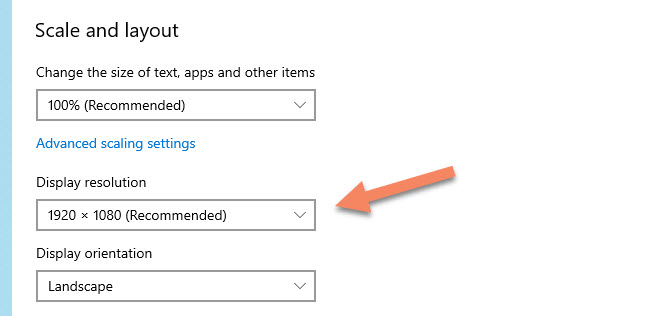 Scale and layout
Change the size of text, apps and other items
100% (Recommended)
Advanced scaling settings
Display resolution
1920 × 1080 (Recommended)
Display orientation
Landscape